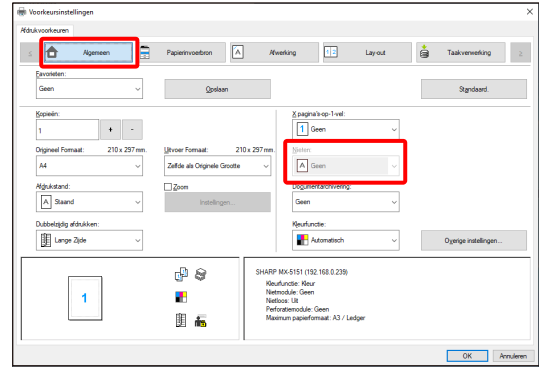 Voorkeursinstellingen
Afdrukvoorkeuren
Algemeen
Papierinvoerbron
Afwerking
Lay-out
Taakverwerking
Favorieten:
Geen
Opslaan
Standaard.
Kopieën:
1
+ -
X pagina's-op-1-vel:
1 Geen
Origineel Formaat: 210 x 297 mm.
A4
Uitvoer Formaat: 210 x 297 mm.
Zelfde als Originele Grootte
Nieten:
A Geen
Afdrukstand:
A Staand
Zoom
Instellingen...
Documentarchivering:
Geen
Dubbelzijdig afdrukken:
Lange Zijde
Kleurfunctie:
Automatisch
Overige instellingen...
1
SHARP MX-5151 (192.168.0.239)
Kleurfunctie: Kleur
Nietmodule: Geen
Nietloos: Uit
Perforatiemodule: Geen
Maximum papierformaat: A3 / Ledger
OK
Annuleren